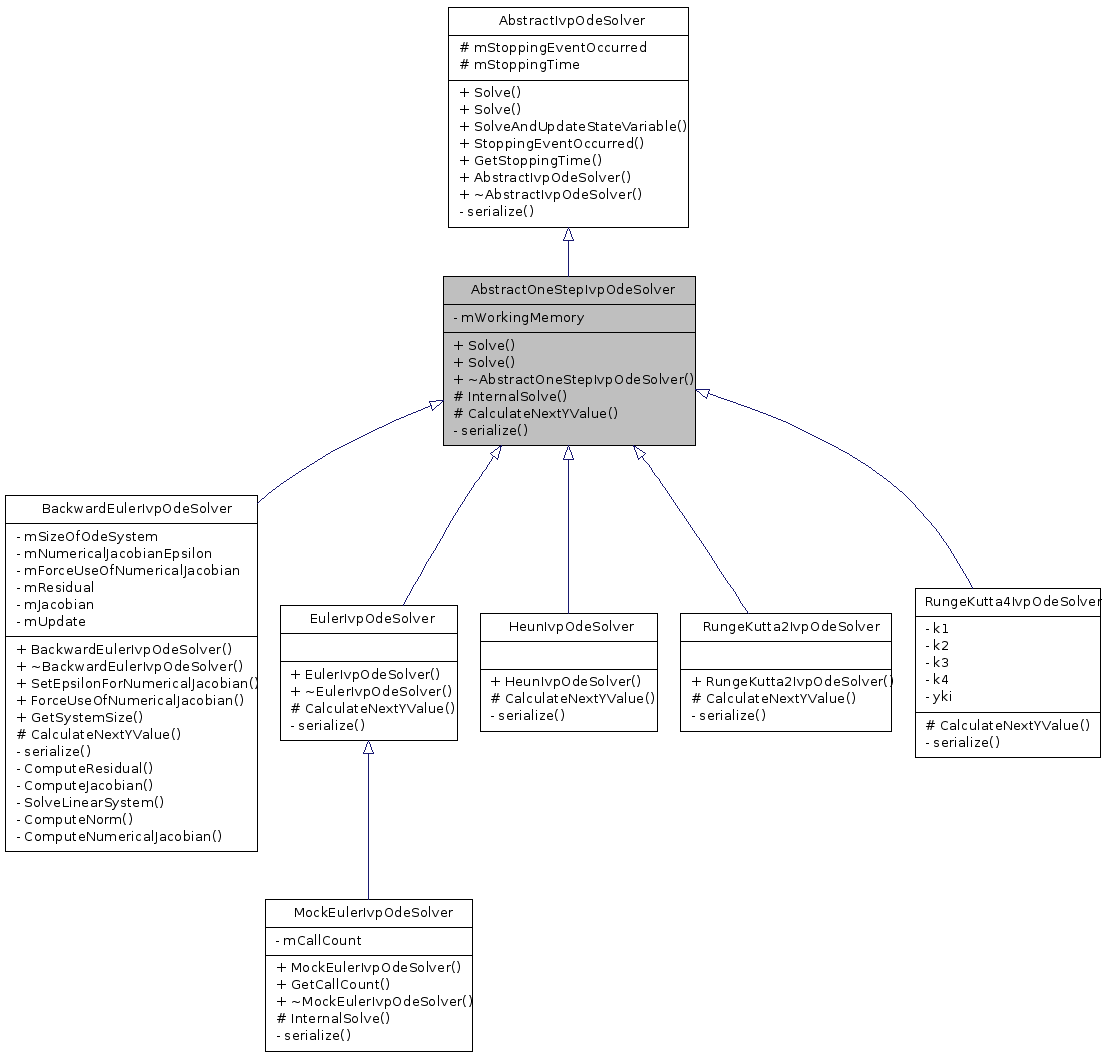 AbstractIvpOdeSolver
# mStoppingEventOccurred
# mStoppingTime
+ Solve()
+ Solve()
+ SolveAndUpdateStateVariable()
+ StoppingEventOccurred()
+ GetStoppingTime()
+ AbstractIvpOdeSolver()
+ ~AbstractIvpOdeSolver()
- serialize()
AbstractOneStepIvpOdeSolver
- mWorkingMemory
+ Solve()
+ Solve()
+ ~AbstractOneStepIvpOdeSolver()
# InternalSolve()
# CalculateNextYValue()
- serialize()
BackwardEulerIvpOdeSolver
- mSizeOfOdeSystem
- mNumericalJacobianEpsilon
- mForceUseOfNumericalJacobian
- mResidual
- mJacobian
- mUpdate
+ BackwardEulerIvpOdeSolver()
+ ~BackwardEulerIvpOdeSolver()
+ SetEpsilonForNumericalJacobian()
+ ForceUseOfNumericalJacobian()
+ GetSystemSize()
# CalculateNextYValue()
- serialize()
- ComputeResidual()
- ComputeJacobian()
- SolveLinearSystem()
- ComputeNorm()
- ComputeNumericalJacobian()
EulerIvpOdeSolver
+ EulerIvpOdeSolver()
+ ~EulerIvpOdeSolver()
# CalculateNextYValue()
- serialize()
HeunIvpOdeSolver
+ HeunIvpOdeSolver()
# CalculateNextYValue()
- serialize()
RungeKutta2IvpOdeSolver
+ RungeKutta2IvpOdeSolver()
# CalculateNextYValue()
- serialize()
RungeKutta4IvpOdeSolver
- k1
- k2
- k3
- k4
- yki
# CalculateNextYValue()
- serialize()
MockEulerIvpOdeSolver
- mCallCount
+ MockEulerIvpOdeSolver()
+ GetCallCount()
+ ~MockEulerIvpOdeSolver()
# InternalSolve()
- serialize()